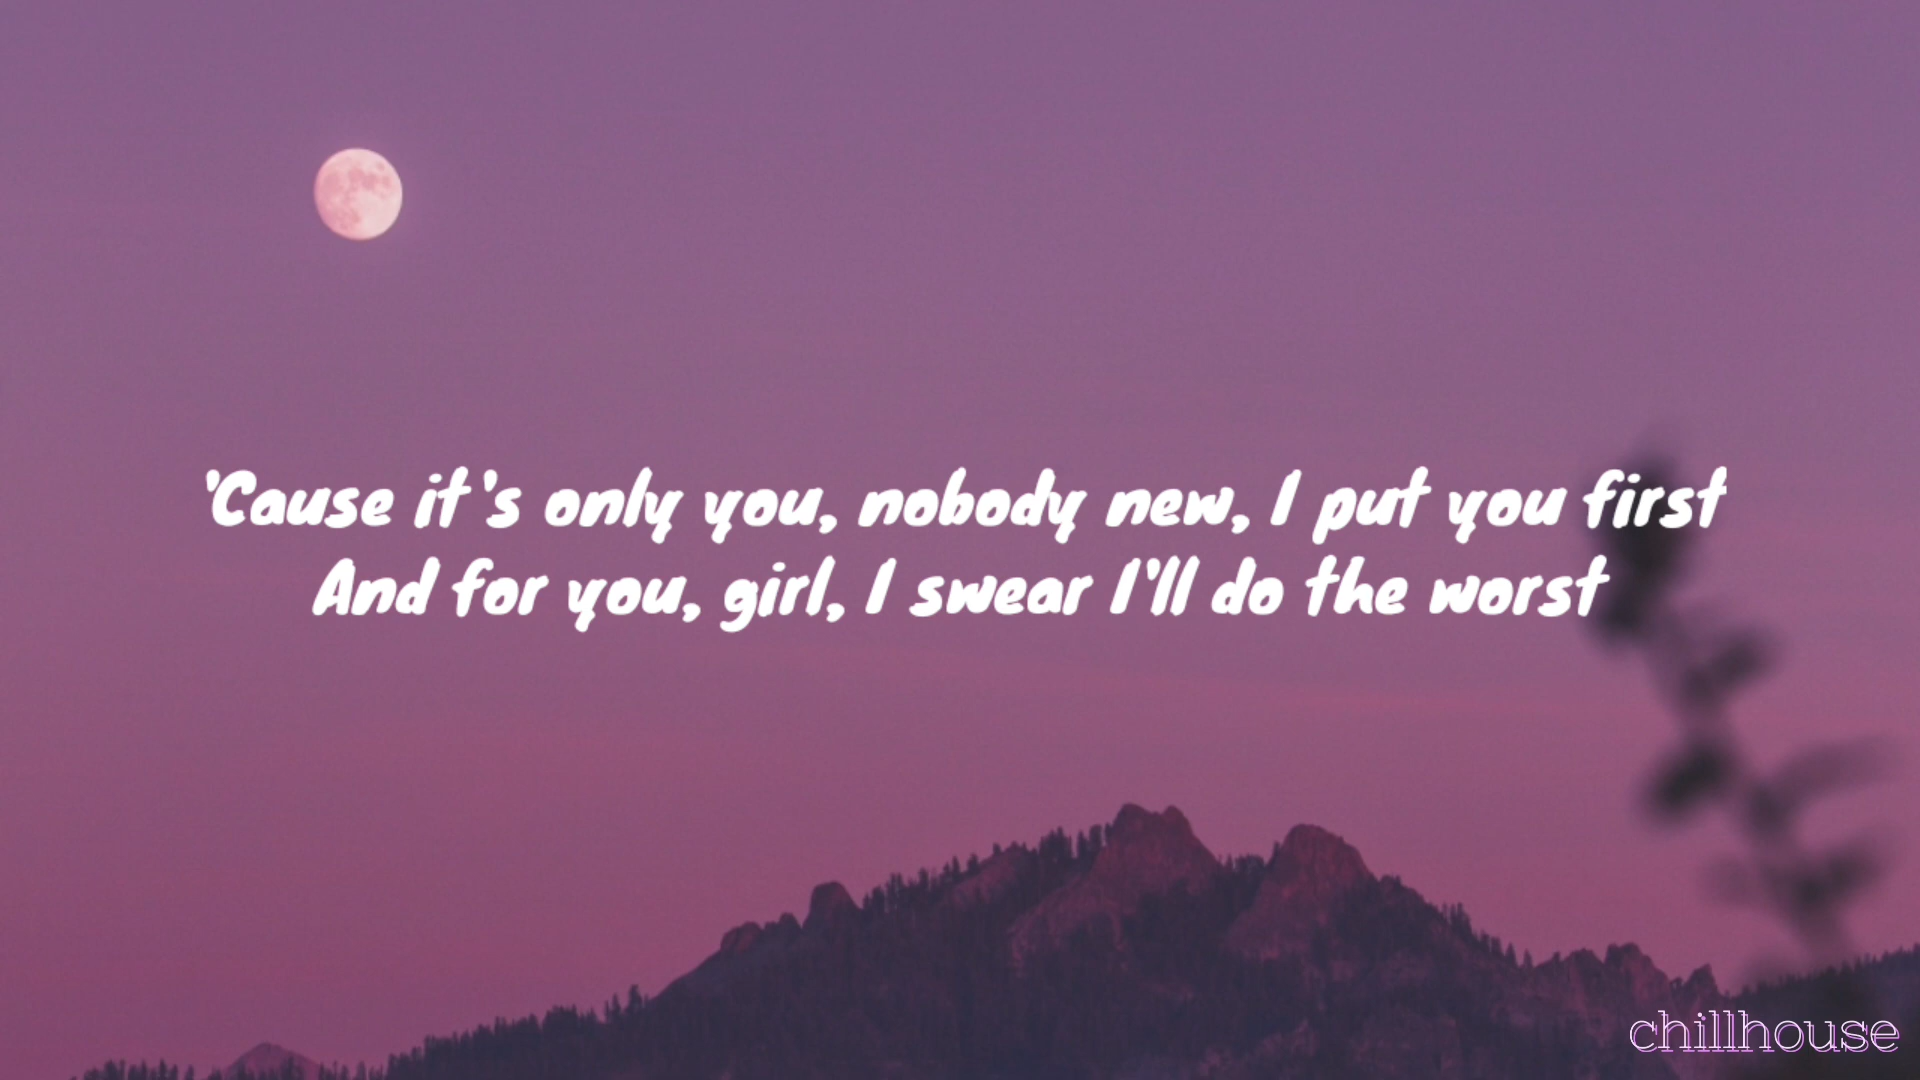 'Cause it's only you, nobody new, I put you first
And for you, girl, I swear I'll do the worst
chillhouse